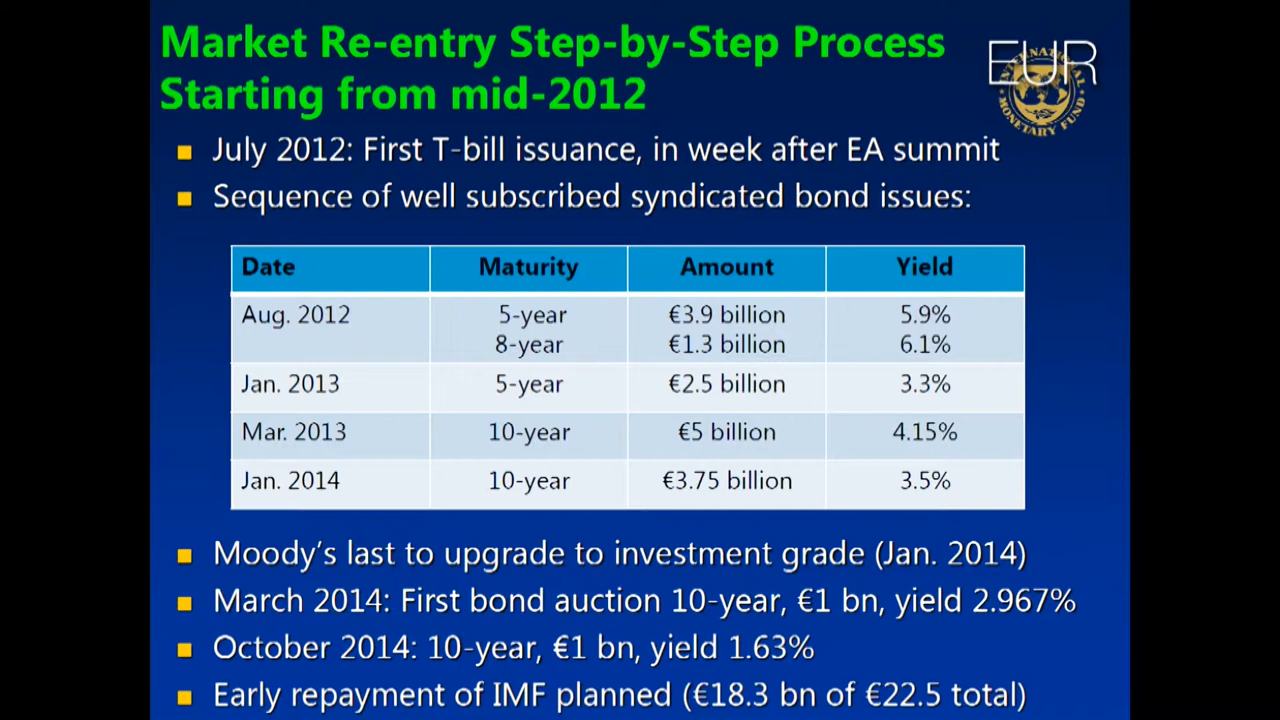 Market Re-entry Step-by-Step Process
Starting from mid-2012
EUR
INTERNATIONAL
MONETARY FUND
July 2012: First T-bill issuance, in week after EA summit
Sequence of well subscribed syndicated bond issues:
Date Maturity Amount Yield
Aug. 2012 5-year €3.9 billion 5.9%
8-year €1.3 billion 6.1%
Jan. 2013 5-year €2.5 billion 3.3%
Mar. 2013 10-year €5 billion 4.15%
Jan. 2014 10-year €3.75 billion 3.5%
Moody's last to upgrade to investment grade (Jan. 2014)
March 2014: First bond auction 10-year, €1 bn, yield 2.967%
October 2014: 10-year, €1 bn, yield 1.63%
Early repayment of IMF planned (€18.3 bn of €22.5 total)